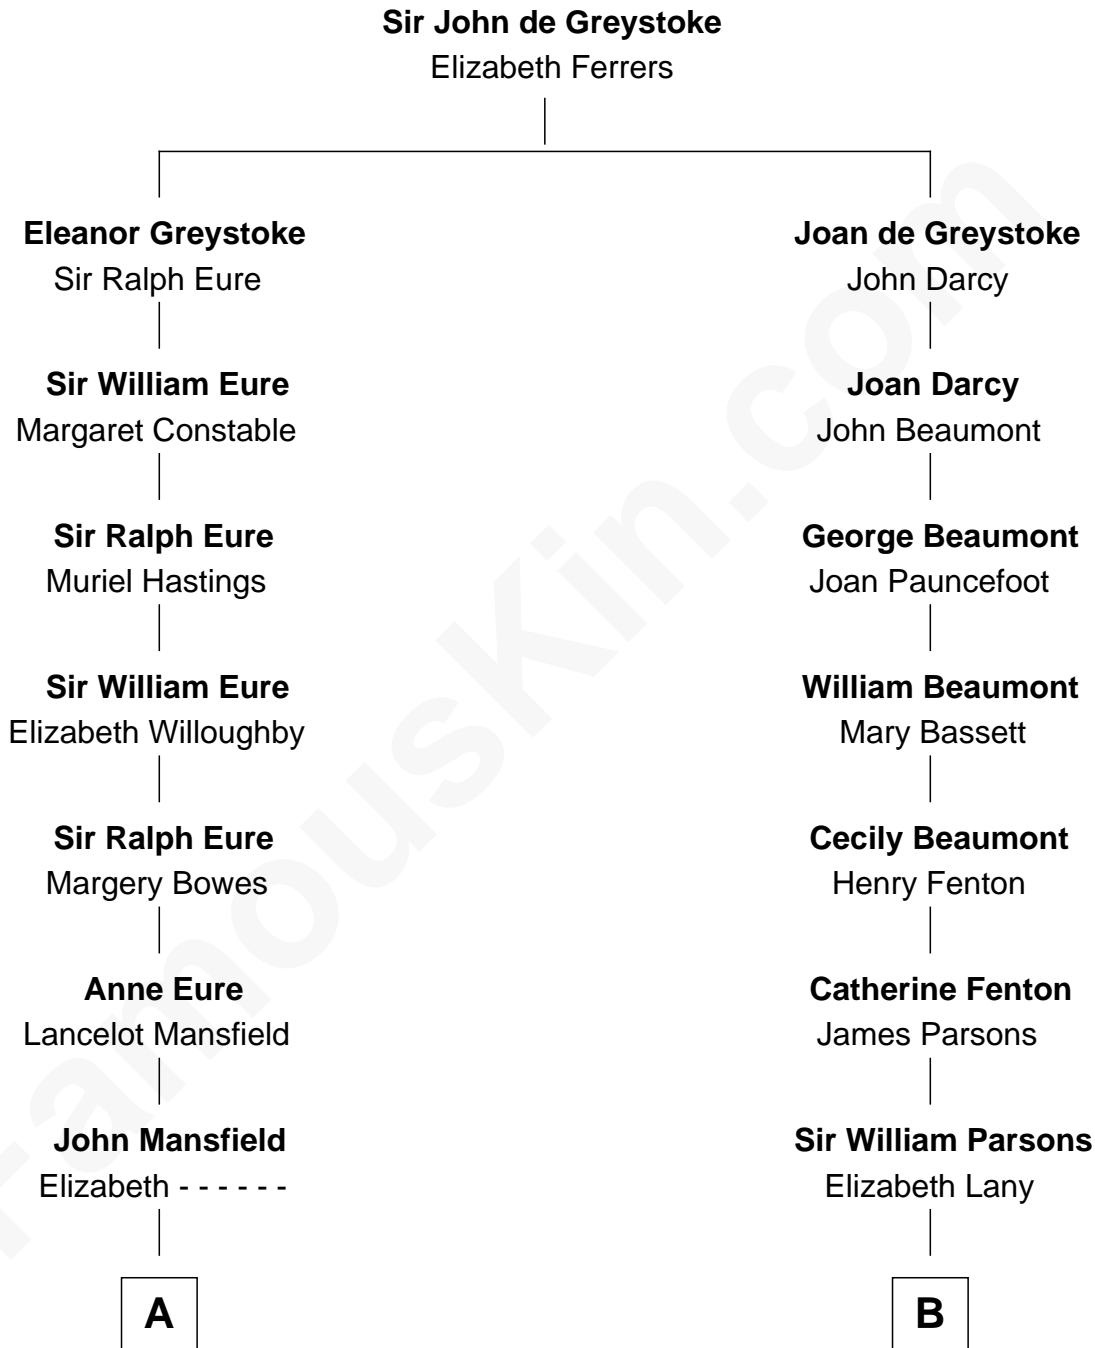 Sir John de Greystoke
Elizabeth Ferrers
Eleanor Greystoke
Sir Ralph Eure
Joan de Greystoke
John Darcy
Sir William Eure
Margaret Constable
Joan Darcy
John Beaumont
Sir Ralph Eure
Muriel Hastings
George Beaumont
Joan Pauncefoot
Sir William Eure
Elizabeth Willoughby
William Beaumont
Mary Bassett
Sir Ralph Eure
Margery Bowes
Cecily Beaumont
Henry Fenton
Anne Eure
Lancelot Mansfield
Catherine Fenton
James Parsons
John Mansfield
Elizabeth - - - - - -
Sir William Parsons
Elizabeth Lany
A
B
FamousKin.com